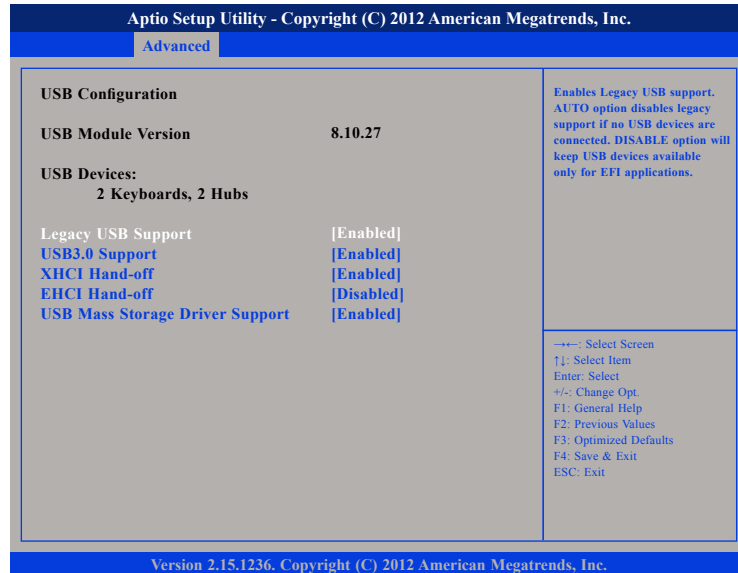 Aptio Setup Utility - Copyright (C) 2012 American Megatrends, Inc.
Advanced
USB Configuration
USB Module Version 8.10.27
USB Devices:
2 Keyboards, 2 Hubs
Legacy USB Support [Enabled]
USB3.0 Support [Enabled]
XHCI Hand-off [Enabled]
EHCI Hand-off [Disabled]
USB Mass Storage Driver Support [Enabled]
Enables Legacy USB support.
AUTO option disables legacy
support if no USB devices are
connected. DISABLE option will
keep USB devices available
only for EFI applications.
→←: Select Screen
↑↓: Select Item
Enter: Select
+/-: Change Opt.
F1: General Help
F2: Previous Values
F3: Optimized Defaults
F4: Save & Exit
ESC: Exit
Version 2.15.1236. Copyright (C) 2012 American Megatrends, Inc.